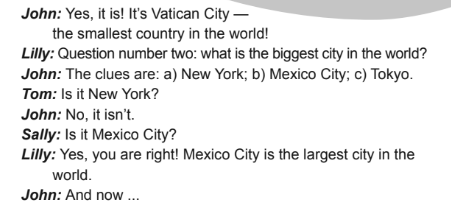 John: Yes, it is! It's Vatican City —
the smallest country in the world!
Lilly: Question number two: what is the biggest city in the world?
John: The clues are: a) New York; b) Mexico City; c) Tokyo.
Tom: Is it New York?
John: No, it isn't.
Sally: Is it Mexico City?
Lilly: Yes, you are right! Mexico City is the largest city in the
world.
John: And now ...